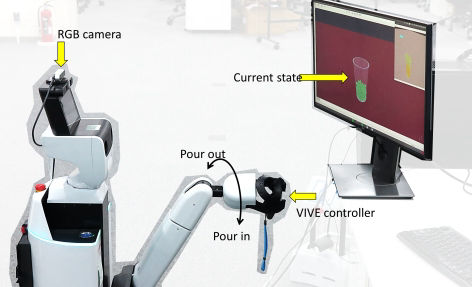 RGB camera
Current state
Pour out
VIVE controller
Pour in